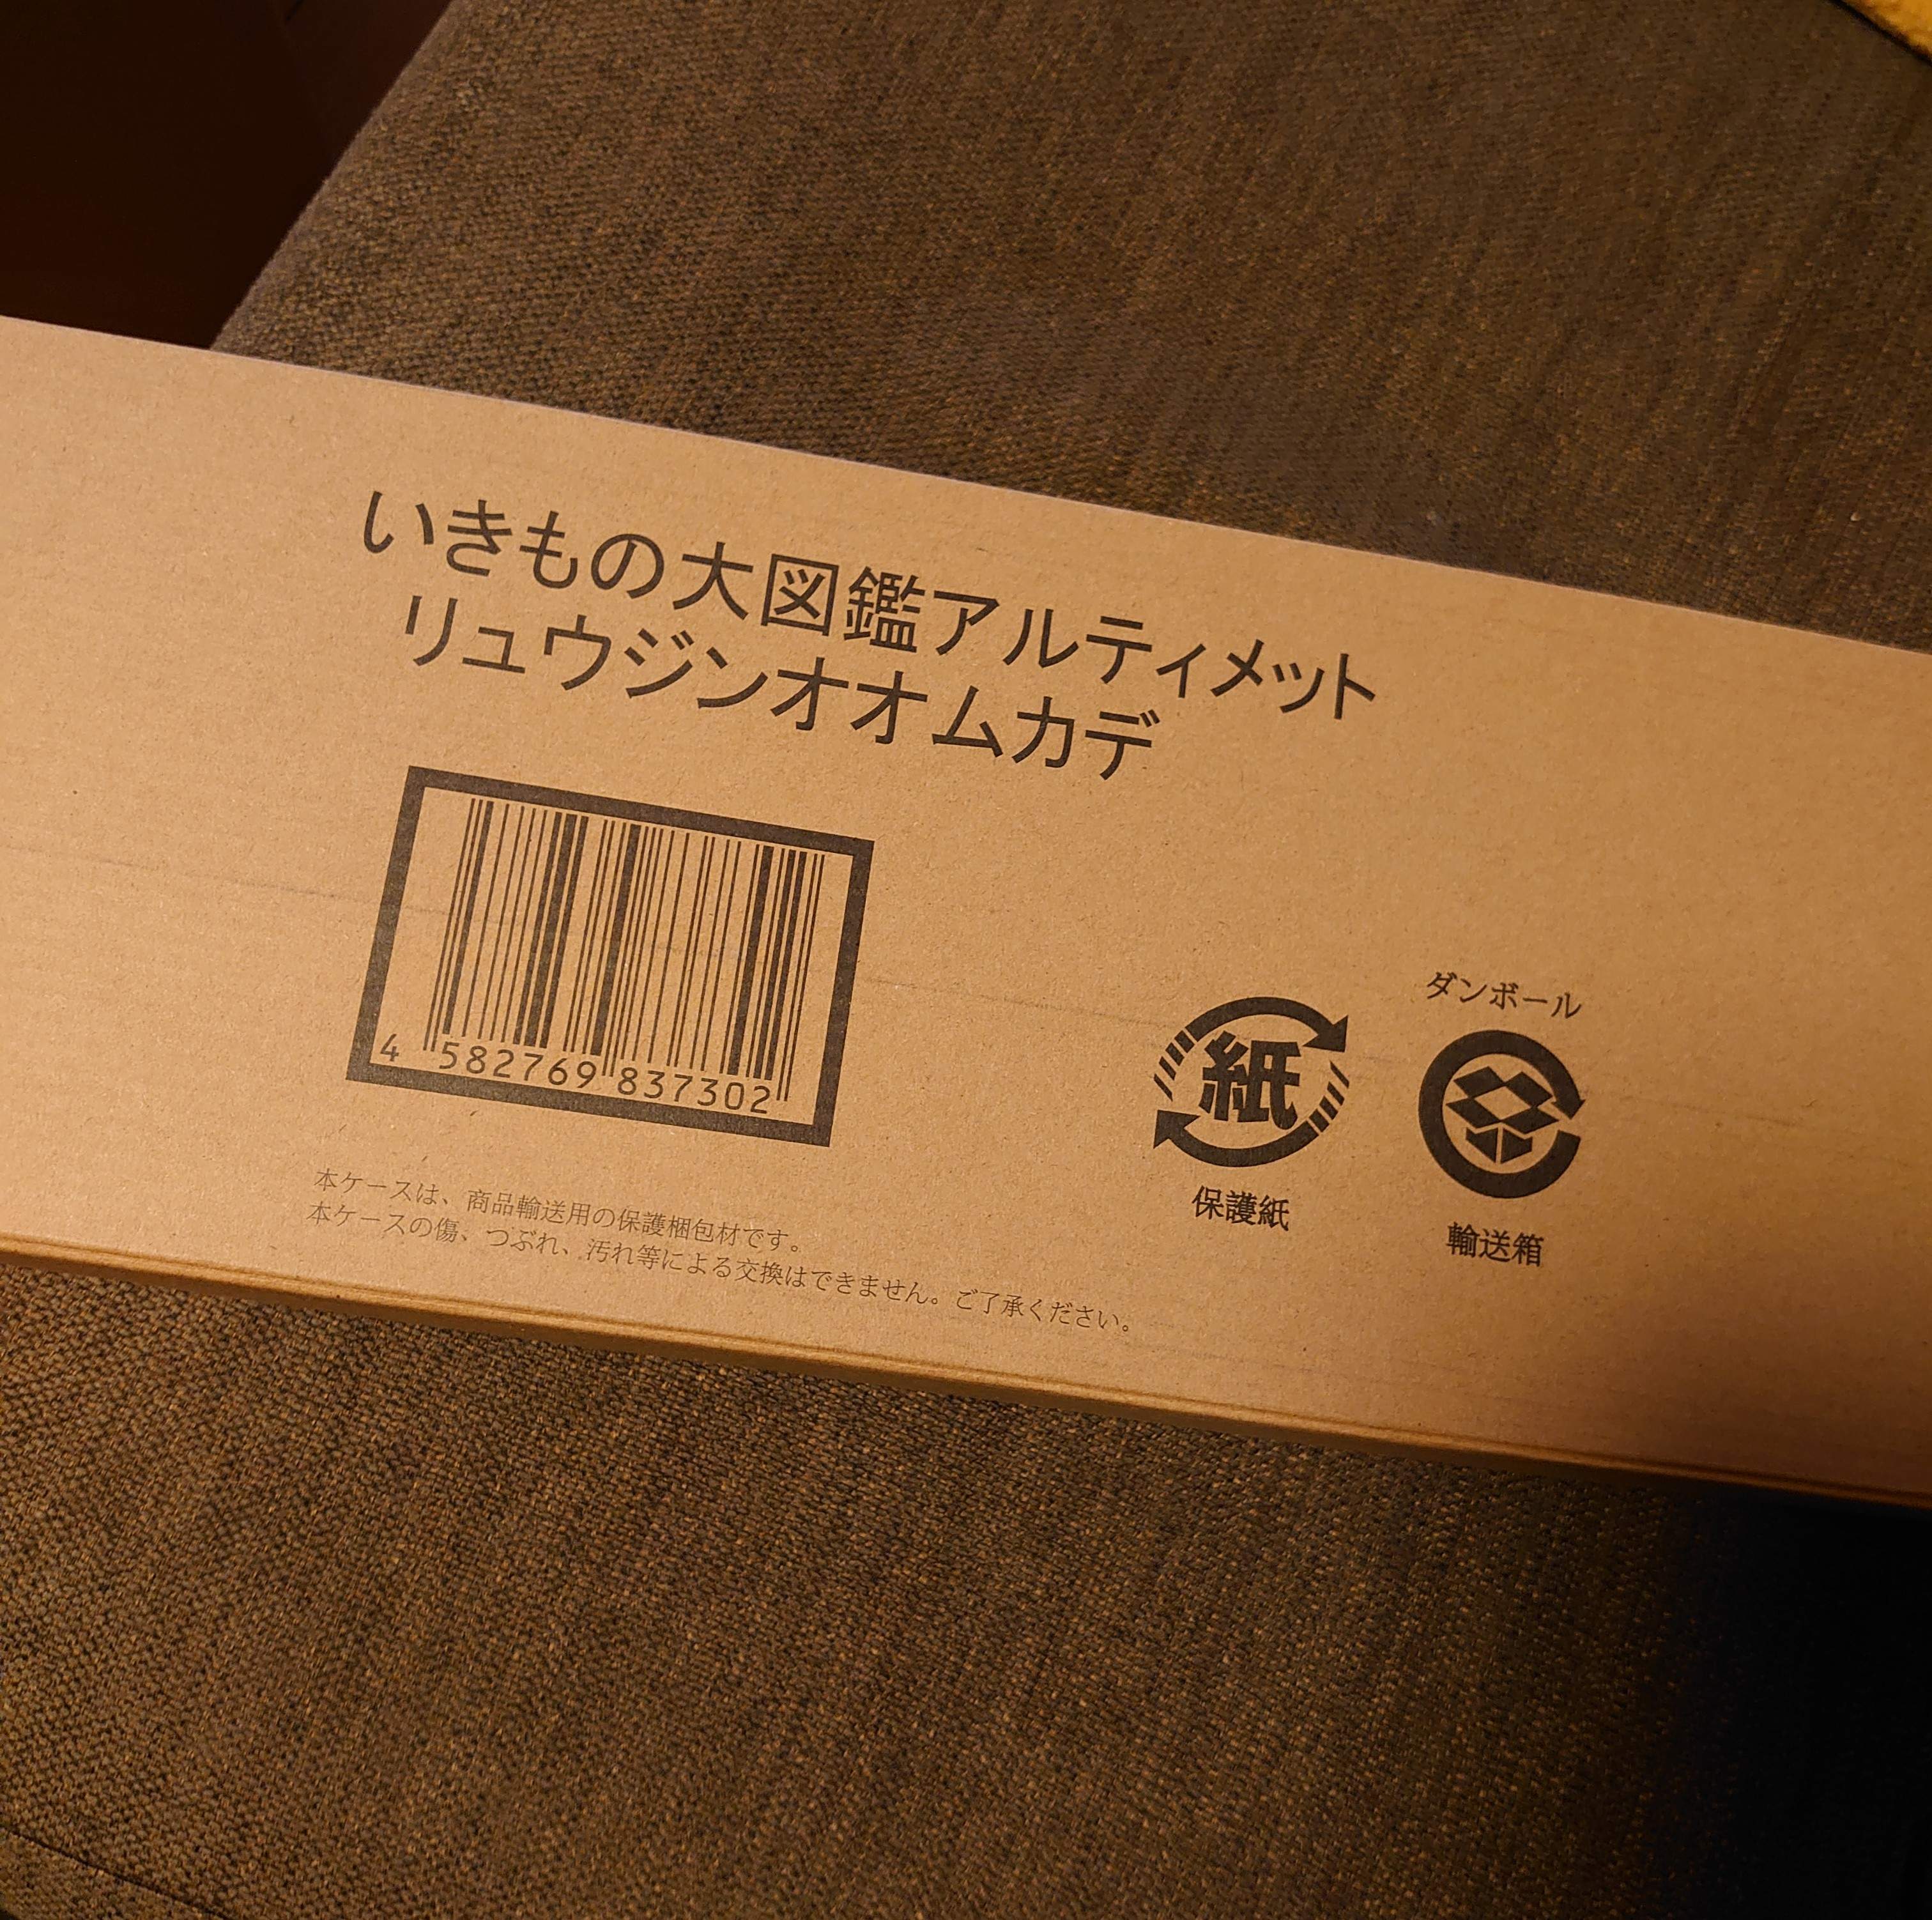 いきもの大図鑑アルティメット
リュウジンオオムカデ
4 582769 837302
紙
保護紙
ダンボール
輸送箱
本ケースは、商品輸送用の保護梱包材です。
本ケースの傷、つぶれ、汚れ等による交換はできません。ご了承ください。